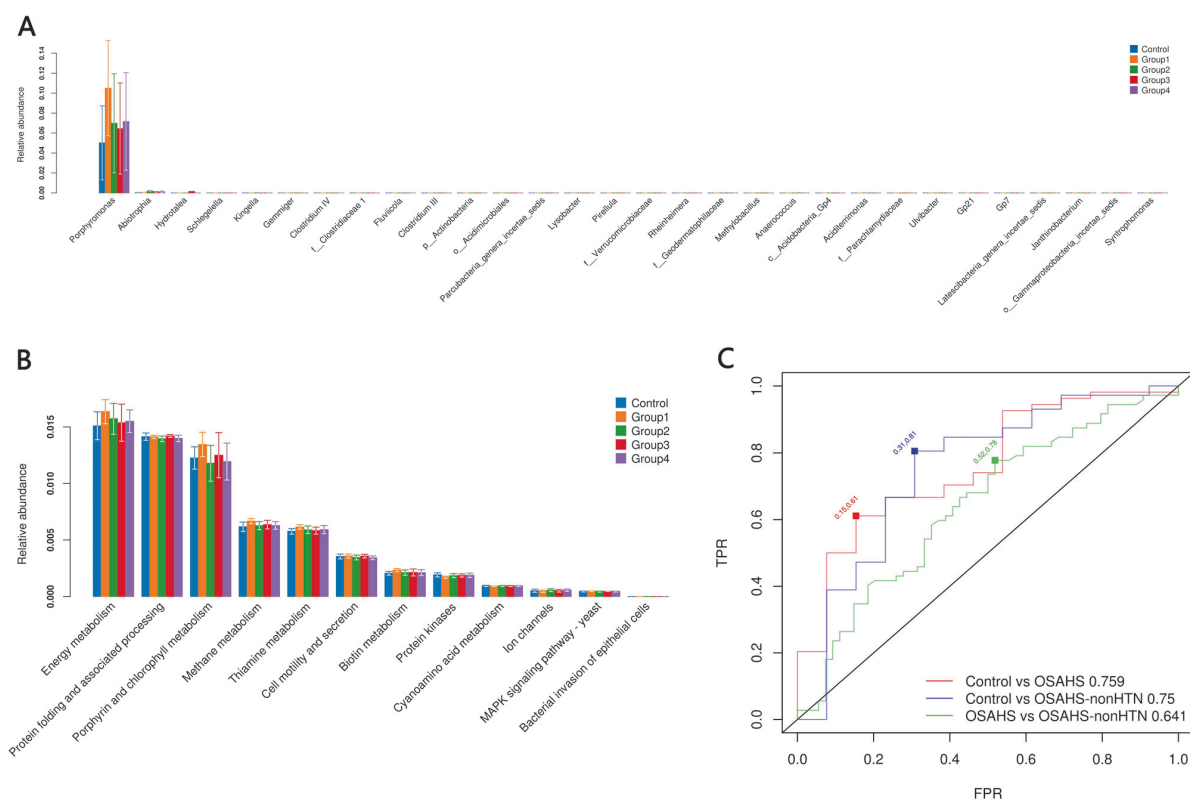 A
Relative abundance
0.14
0.12
0.10
0.08
0.06
0.04
0.02
0.00
Control
Group1
Group2
Group3
Group4
Porphyromonas
Abiotrophia
Hydrotalea
Schlegelella
Kingella
Gemmiger
Clostridium IV
f__Clostridiaceae 1
Fluviicola
Clostridium III
p__Actinobacteria
o__Acidimicrobiales
Parcubacteria_genera_incertae_sedis
Lysobacter
Pirellula
f__Verrucomicrobiaceae
Rheinheimera
f__Geodermatophilaceae
Methylobacillus
Anaerococcus
c__Acidobacteria_Gp4
Aciditerrimonas
f__Parachlamydiaceae
Ulvibacter
Gp21
Gp7
Latescibacteria_genera_incertae_sedis
Janthinobacterium
o__Gammaproteobacteria_incertae_sedis
Syntrophomonas
B
Relative abundance
0.015
0.010
0.005
0.000
Control
Group1
Group2
Group3
Group4
Energy metabolism
Protein folding and associated processing
Porphyrin and chlorophyll metabolism
Methane metabolism
Thiamine metabolism
Cell motility and secretion
Biotin metabolism
Protein kinases
Cyanoamino acid metabolism
Ion channels
MAPK signaling pathway - yeast
Bacterial invasion of epithelial cells
C
TPR
1.0
0.8
0.6
0.4
0.2
0.0
0.15,0.61
0.31,0.81
0.52,0.78
Control vs OSAHS 0.759
Control vs OSAHS-nonHTN 0.75
OSAHS vs OSAHS-nonHTN 0.641
0.0 0.2 0.4 0.6 0.8 1.0
FPR